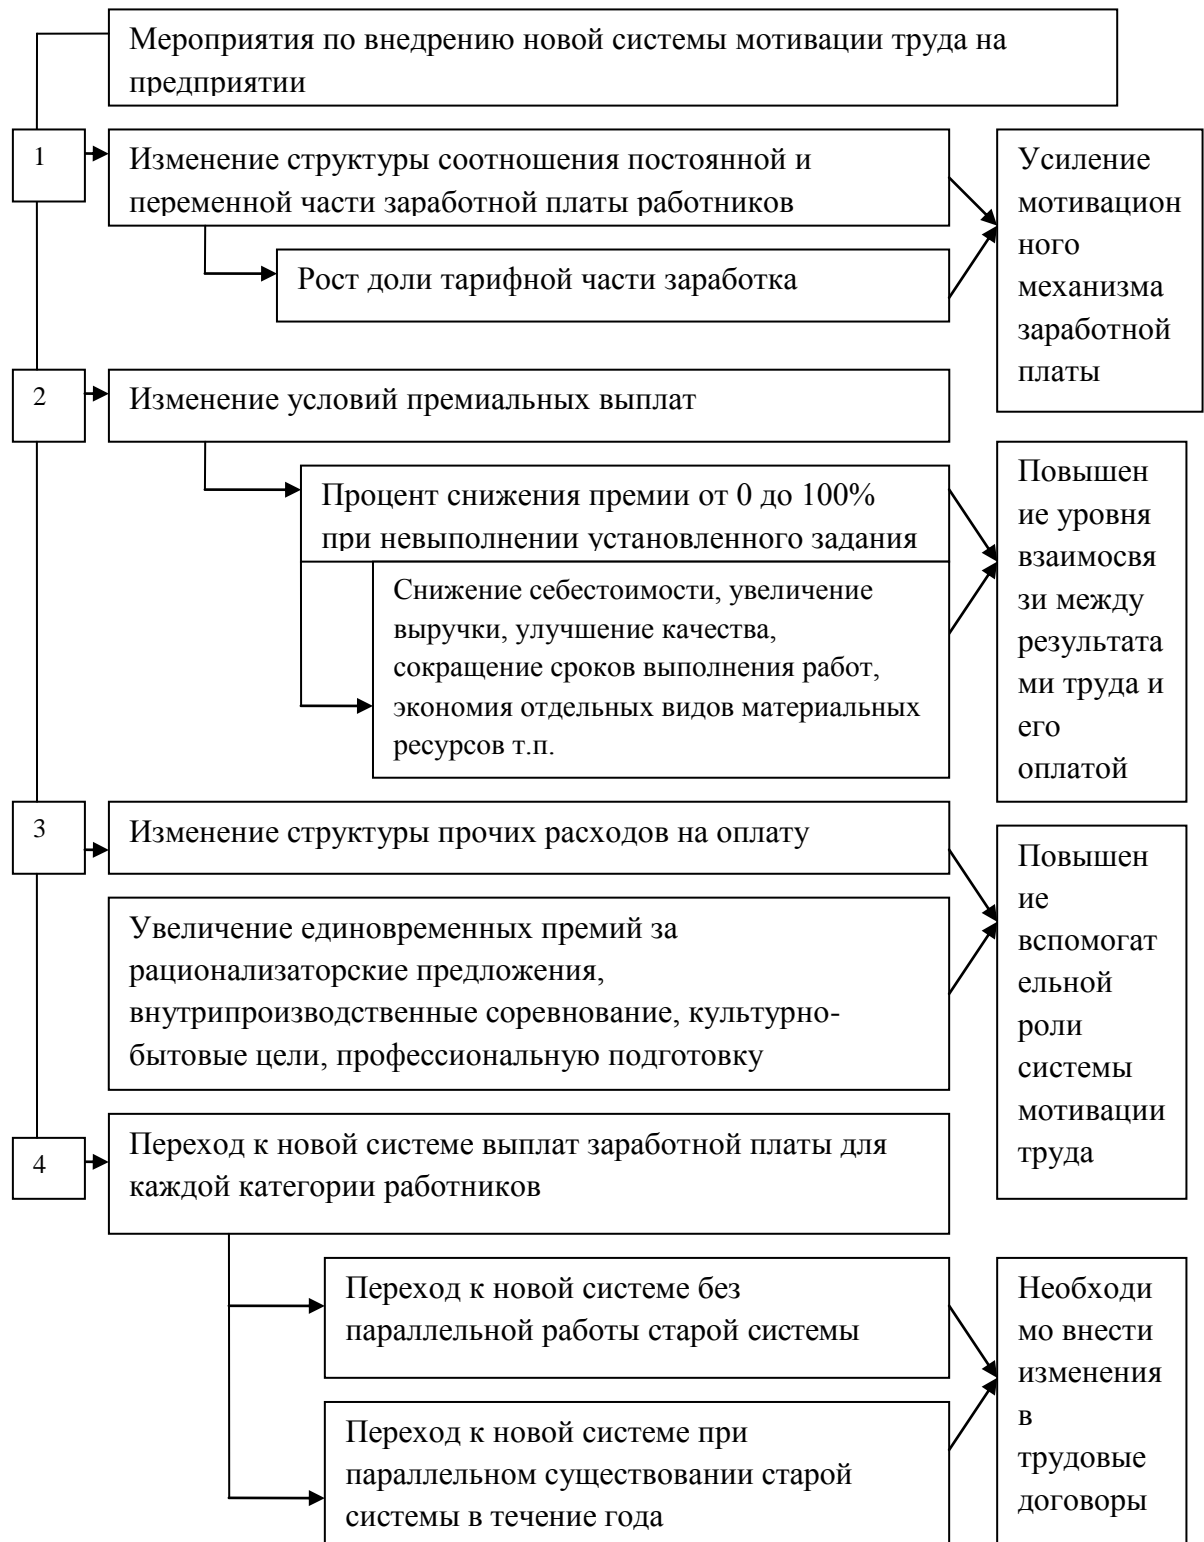 Мероприятия по внедрению новой системы мотивации труда на
предприятии
1
Изменение структуры соотношения постоянной и
переменной части заработной платы работников
Рост доли тарифной части заработка
Усиление
мотивацион
ного
механизма
заработной
платы
2
Изменение условий премиальных выплат
Процент снижения премии от 0 до 100%
при невыполнении установленного задания
Снижение себестоимости, увеличение
выручки, улучшение качества,
сокращение сроков выполнения работ,
экономия отдельных видов материальных
ресурсов т.п.
Повышен
ие уровня
взаимосвя
зи между
результата
ми труда и
его
оплатой
3
Изменение структуры прочих расходов на оплату
Увеличение единовременных премий за
рационализаторские предложения,
внутрипроизводственные соревнование, культурно-
бытовые цели, профессиональную подготовку
Повышен
ие
вспомогат
ельной
роли
системы
мотивации
труда
4
Переход к новой системе выплат заработной платы для
каждой категории работников
Переход к новой системе без
параллельной работы старой системы
Переход к новой системе при
параллельном существовании старой
системы в течение года
Необходи
мо внести
изменения
в
трудовые
договоры